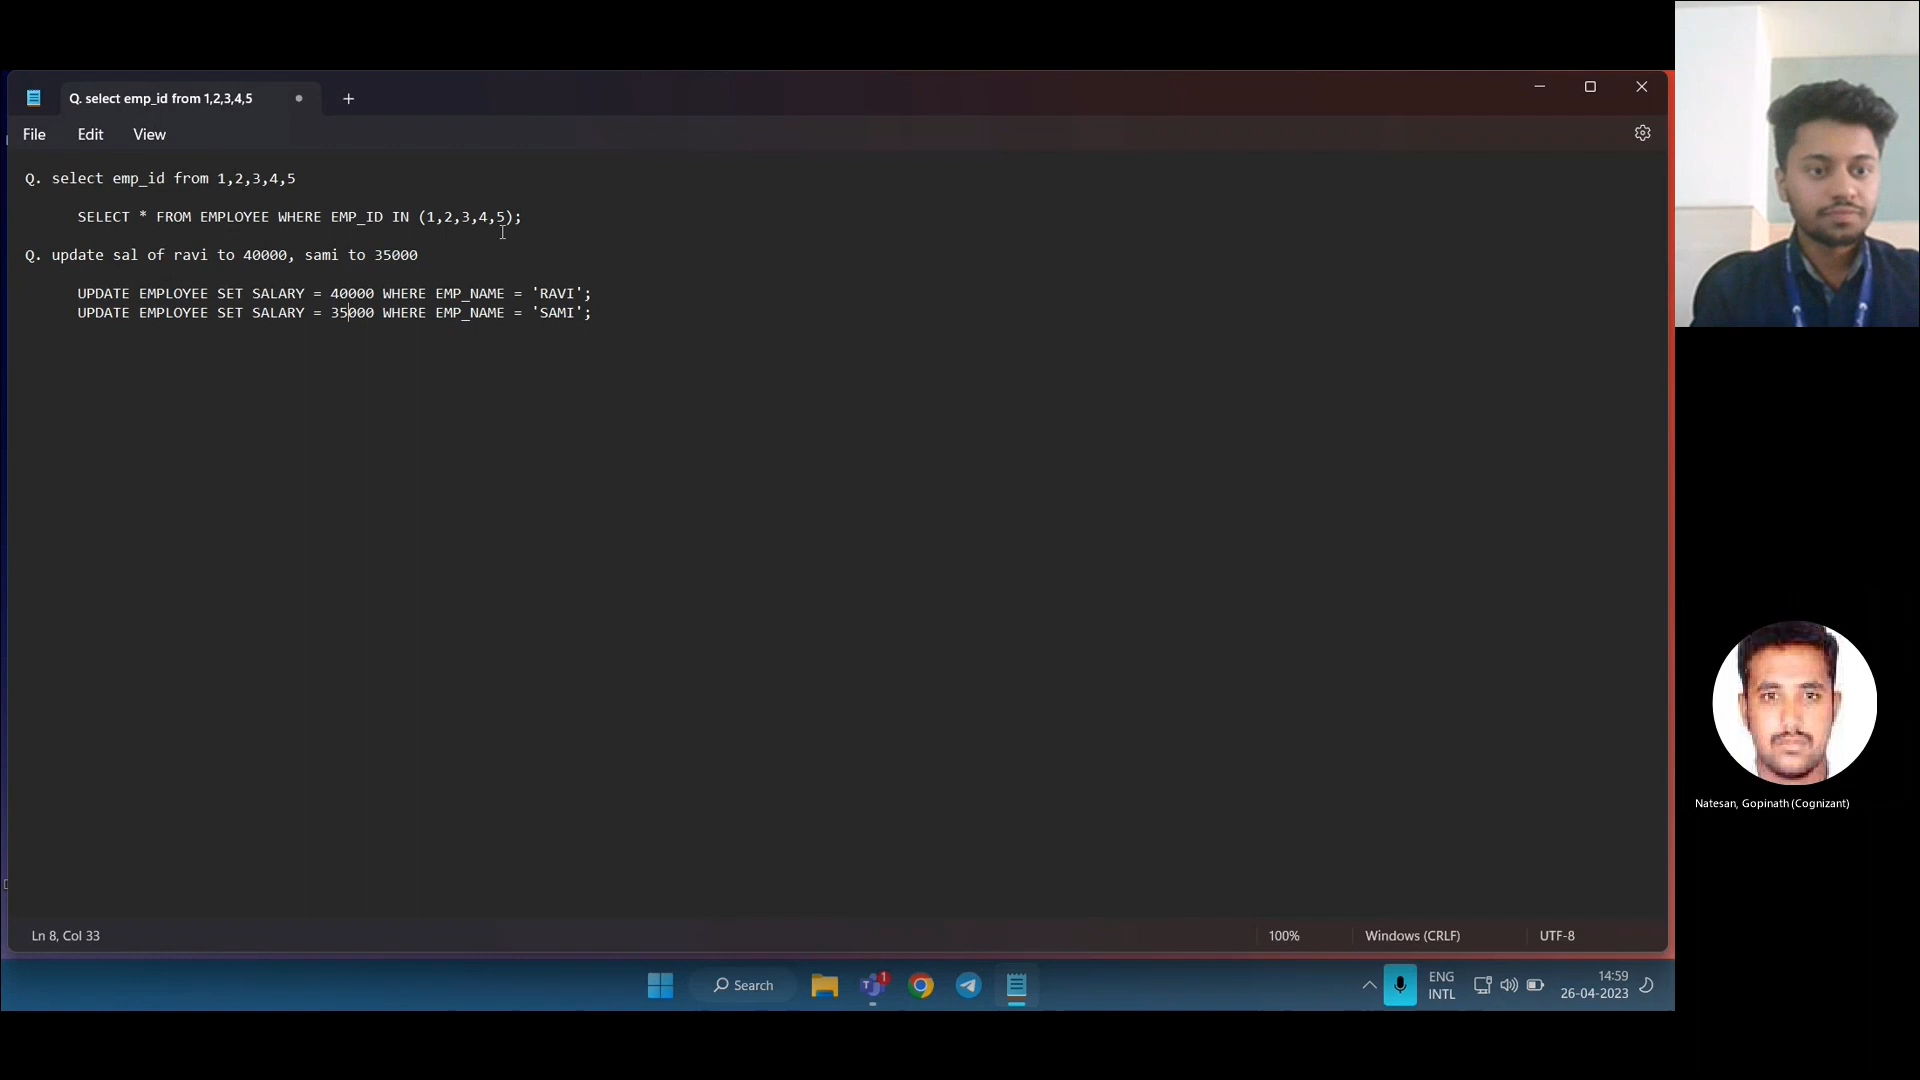 Q. select emp_id from 1,2,3,4,5
File Edit View
Q. select emp_id from 1,2,3,4,5
SELECT * FROM EMPLOYEE WHERE EMP_ID IN (1,2,3,4,5);
Q. update sal of ravi to 40000, sami to 35000
UPDATE EMPLOYEE SET SALARY = 40000 WHERE EMP_NAME = 'RAVI';
UPDATE EMPLOYEE SET SALARY = 35000 WHERE EMP_NAME = 'SAMI';
Natesan, Gopinath (Cognizant)
Ln 8, Col 33 100% Windows (CRLF) UTF-8
Search 1 ENG 14:59
INTL 26-04-2023